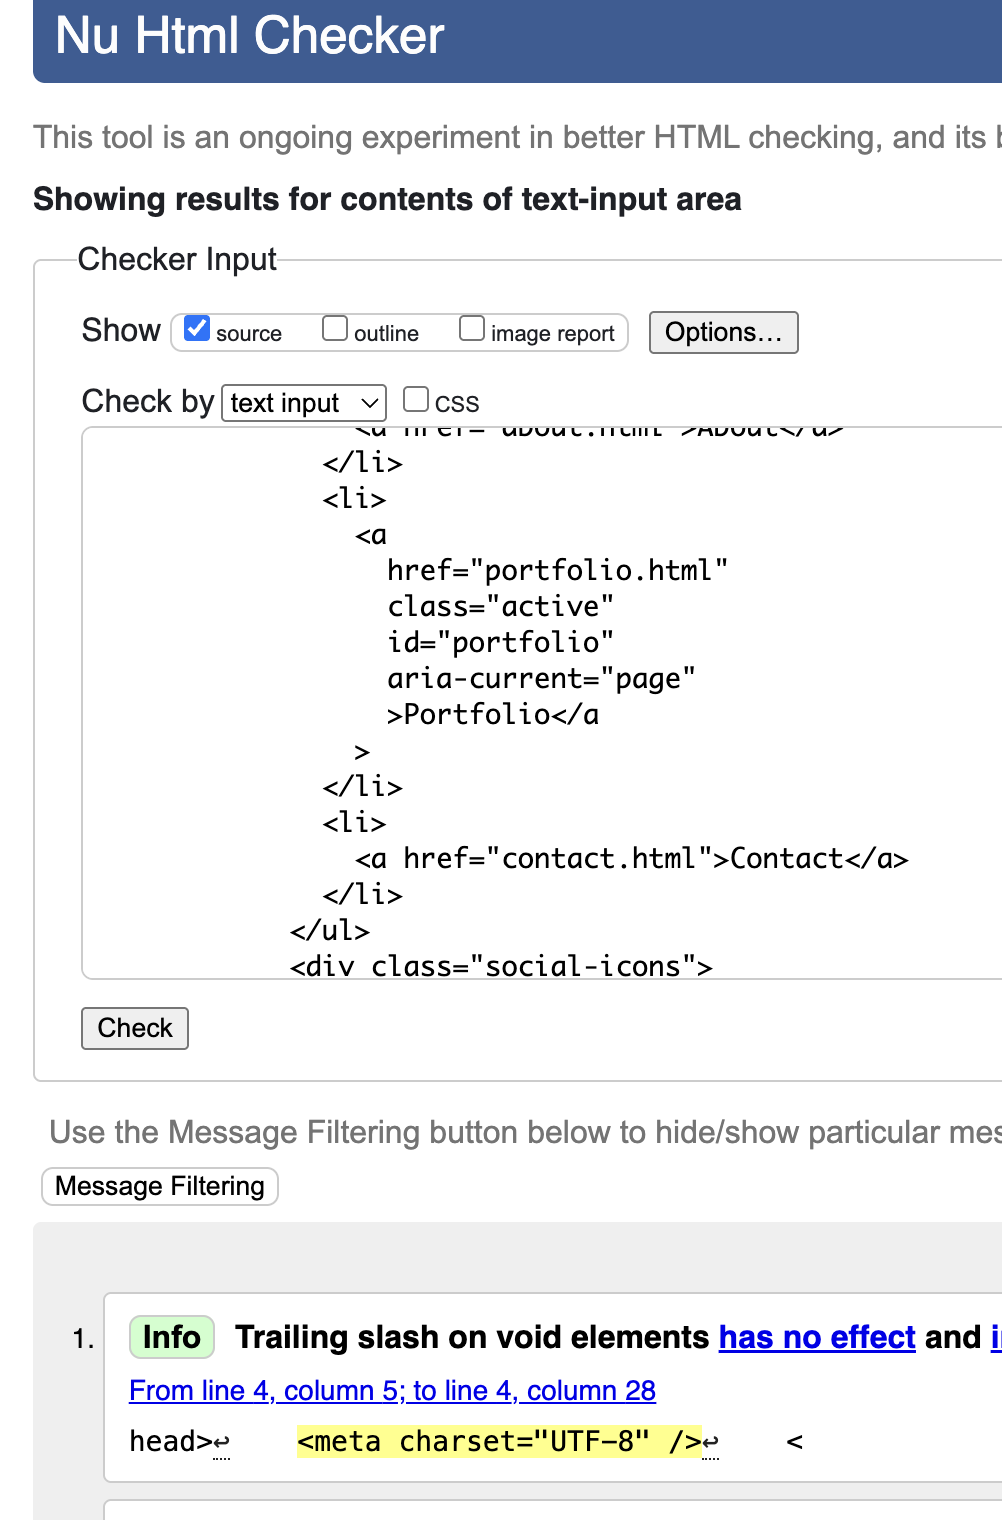 Nu Html Checker
This tool is an ongoing experiment in better HTML checking, and its
Showing results for contents of text-input area
Checker Input
Show source outline image report Options...
Check by text input CSS
<a href="about.html">About</a>
</li>
<li>
<a
href="portfolio.html"
class="active"
id="portfolio"
aria-current="page"
>Portfolio</a
>
</li>
<li>
<a href="contact.html">Contact</a>
</li>
</ul>
<div class="social-icons">
Check
Use the Message Filtering button below to hide/show particular
Message Filtering
1. Info Trailing slash on void elements has no effect and
From line 4, column 5; to line 4, column 28
head>↩ <meta charset="UTF-8" />↩ <